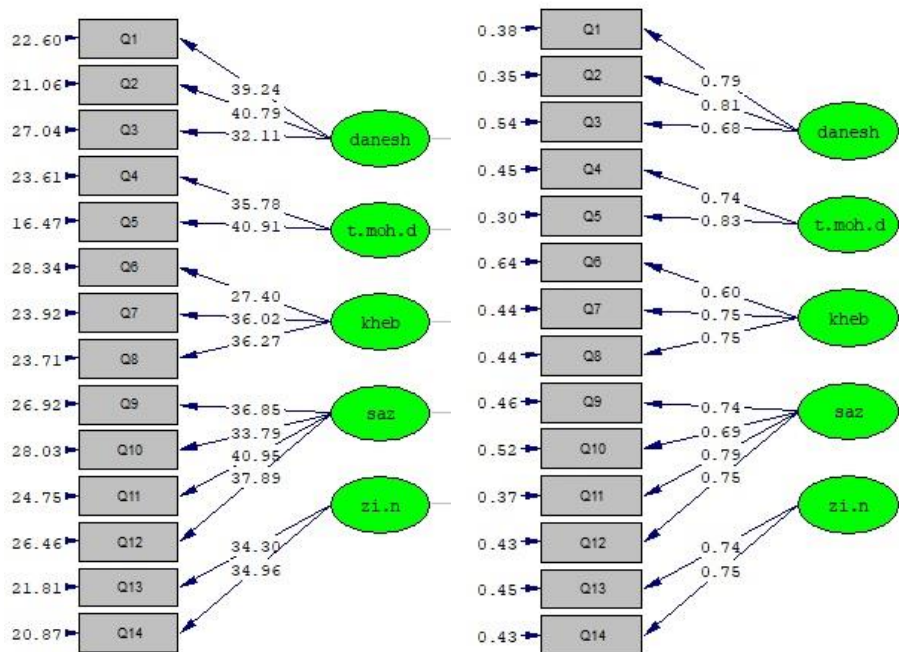 22.60 Q1
21.06 Q2
27.04 Q3
23.61 Q4
16.47 Q5
28.34 Q6
23.92 Q7
23.71 Q8
26.92 Q9
28.03 Q10
24.75 Q11
26.46 Q12
21.81 Q13
20.87 Q14
39.24
40.79
32.11
35.78
40.91
27.40
36.02
36.27
36.85
33.79
40.95
37.89
34.30
34.96
danesh
t.moh.d
kheb
saz
zi.n
0.38 Q1
0.35 Q2
0.54 Q3
0.45 Q4
0.30 Q5
0.64 Q6
0.44 Q7
0.44 Q8
0.46 Q9
0.52 Q10
0.37 Q11
0.43 Q12
0.45 Q13
0.43 Q14
0.79
0.81
0.68
0.74
0.83
0.60
0.75
0.75
0.74
0.69
0.79
0.75
0.74
0.75
danesh
t.moh.d
kheb
saz
zi.n